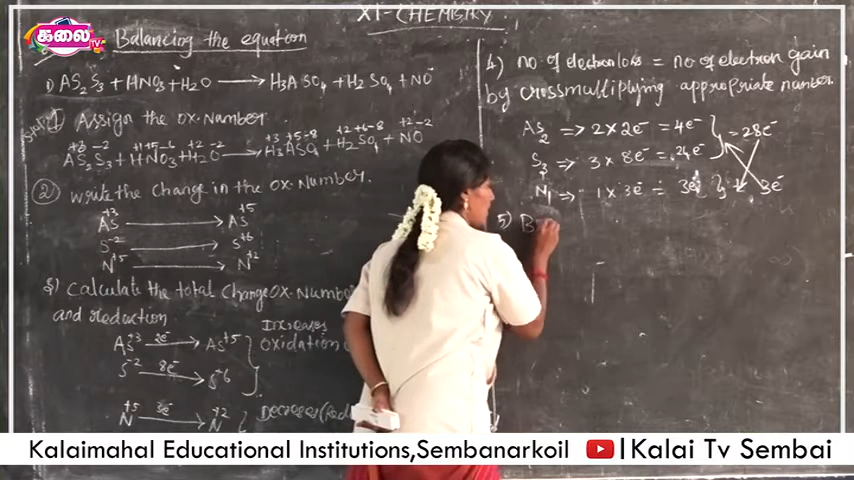 கலை TV
XI-CHEMISTRY
Balancing the equation
1) AS₂S₃ + HNO₃ + H₂O ⟶ H₃ASO₄ + H₂SO₄ + NO
① Assign the ox.Number
+3 -2 +1+5-6 +2 -2 +3 +5-8 +2+6-8 +2-2
AS₂S₃ + HNO₃ + H₂O ⟶ H₃ASO₄ + H₂SO₄ + NO
② write the change in the ox.Number.
AS⁺³ ⟶ AS⁺⁵
S⁻² ⟶ S⁺⁶
N⁺⁵ ⟶ N⁺²
3) Calculate the total change ox.Number
and reduction
As⁺³ 2e⁻ ⟶ AS⁺⁵
S⁻² 8e⁻ ⟶ S⁺⁶
Increases
Oxidation
N⁺⁵ 3e⁻ ⟶ N⁺²
Decreases
4) no of electron loss = no of electron gain
by crossmultiplying appropriate number
AS₂ => 2 x 2e⁻ = 4e⁻
S₃ => 3 x 8e⁻ = 24e⁻
= 28e⁻
N₁ => 1 x 3e⁻ = 3e⁻
3e⁻
5) B
Kalaimahal Educational Institutions,Sembanarkoil | Kalai Tv Sembai